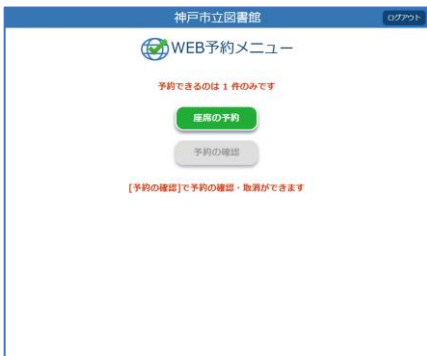 神戸市立図書館
ログアウト
WEB予約メニュー
予約できるのは 1 件のみです
座席の予約
予約の確認
[予約の確認]で予約の確認・取消ができます